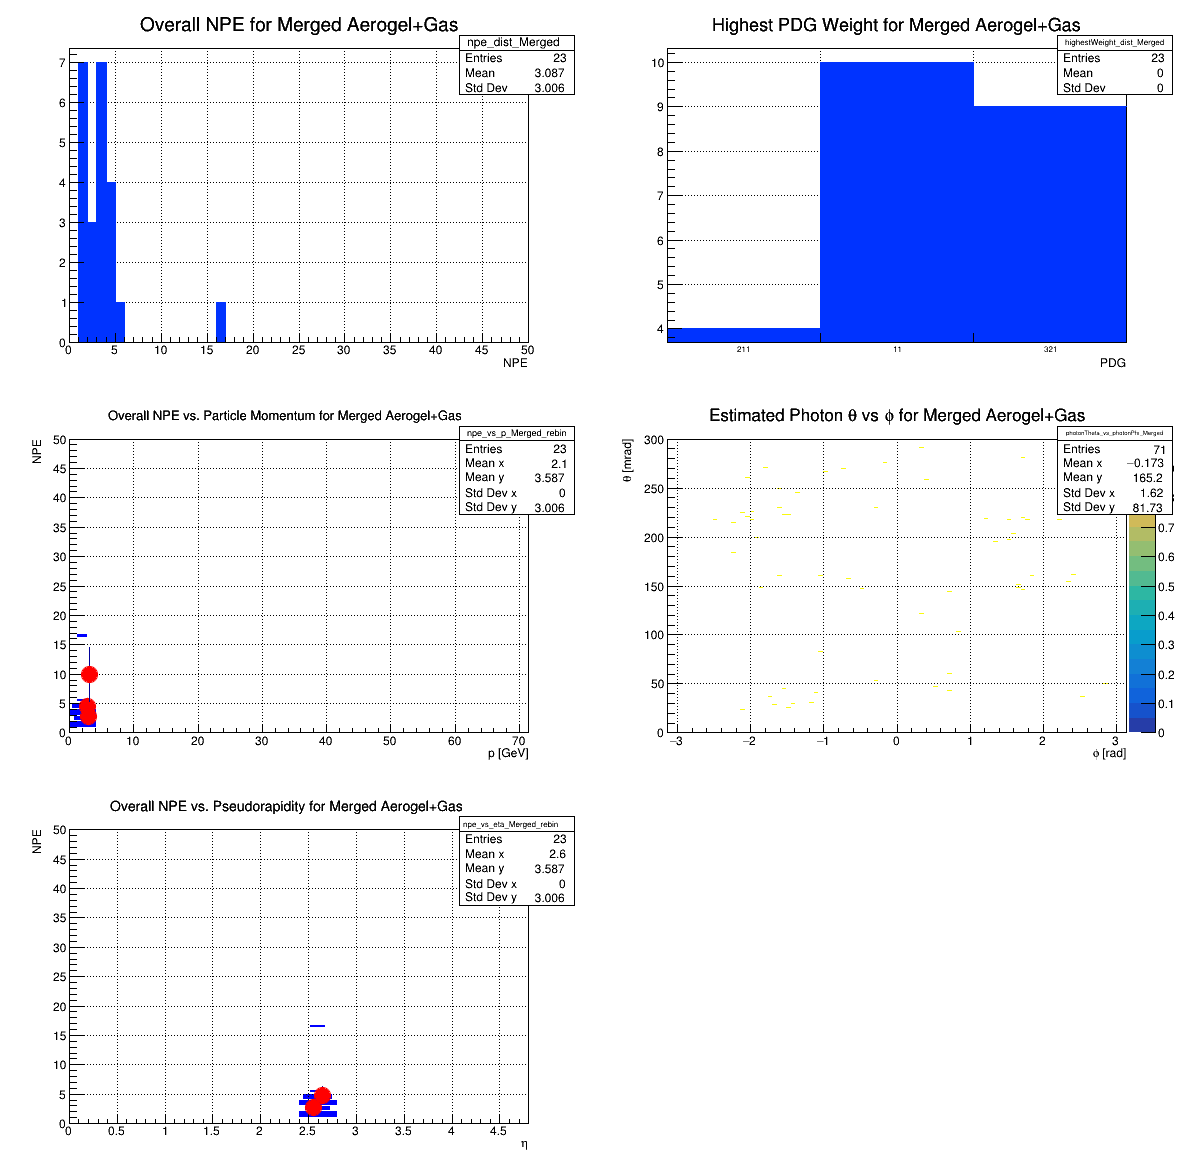 Overall NPE for Merged Aerogel+Gas
npe_dist_Merged
Entries 23
Mean 3.087
Std Dev 3.006
7
6
5
4
3
2
1
0
0 5 10 15 20 25 30 35 40 45 50
NPE
Highest PDG Weight for Merged Aerogel+Gas
highestWeight_dist_Merged
Entries 23
Mean 0
Std Dev 0
10
9
8
7
6
5
4
211 11 321
PDG
Overall NPE vs. Particle Momentum for Merged Aerogel+Gas
npe_vs_p_Merged_rebin
Entries 23
Mean x 2.1
Mean y 3.587
Std Dev x 0
Std Dev y 3.006
NPE
50
45
40
35
30
25
20
15
10
5
0
0 10 20 30 40 50 60 70
p [GeV]
Estimated Photon θ vs ϕ for Merged Aerogel+Gas
photonTheta_vs_photonPhi_Merged
Entries 71
Mean x −0.173
Mean y 165.2
Std Dev x 1.62
Std Dev y 81.73
θ [mrad]
300
250
200
150
100
50
0
−3 −2 −1 0 1 2 3
ϕ [rad]
0.7
0.6
0.5
0.4
0.3
0.2
0.1
0
Overall NPE vs. Pseudorapidity for Merged Aerogel+Gas
npe_vs_eta_Merged_rebin
Entries 23
Mean x 2.6
Mean y 3.587
Std Dev x 0
Std Dev y 3.006
NPE
50
45
40
35
30
25
20
15
10
5
0
0 0.5 1 1.5 2 2.5 3 3.5 4 4.5
η